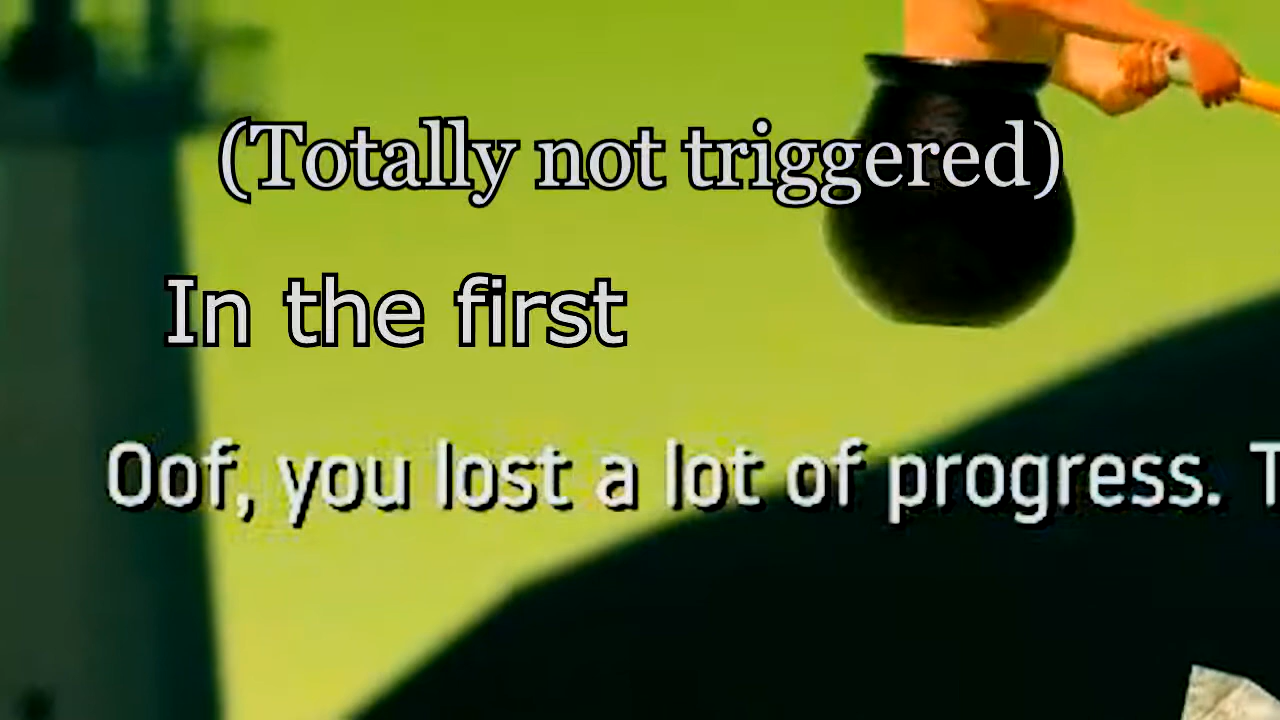 (Totally not triggered)
In the first
Oof, you lost a lot of progress. T